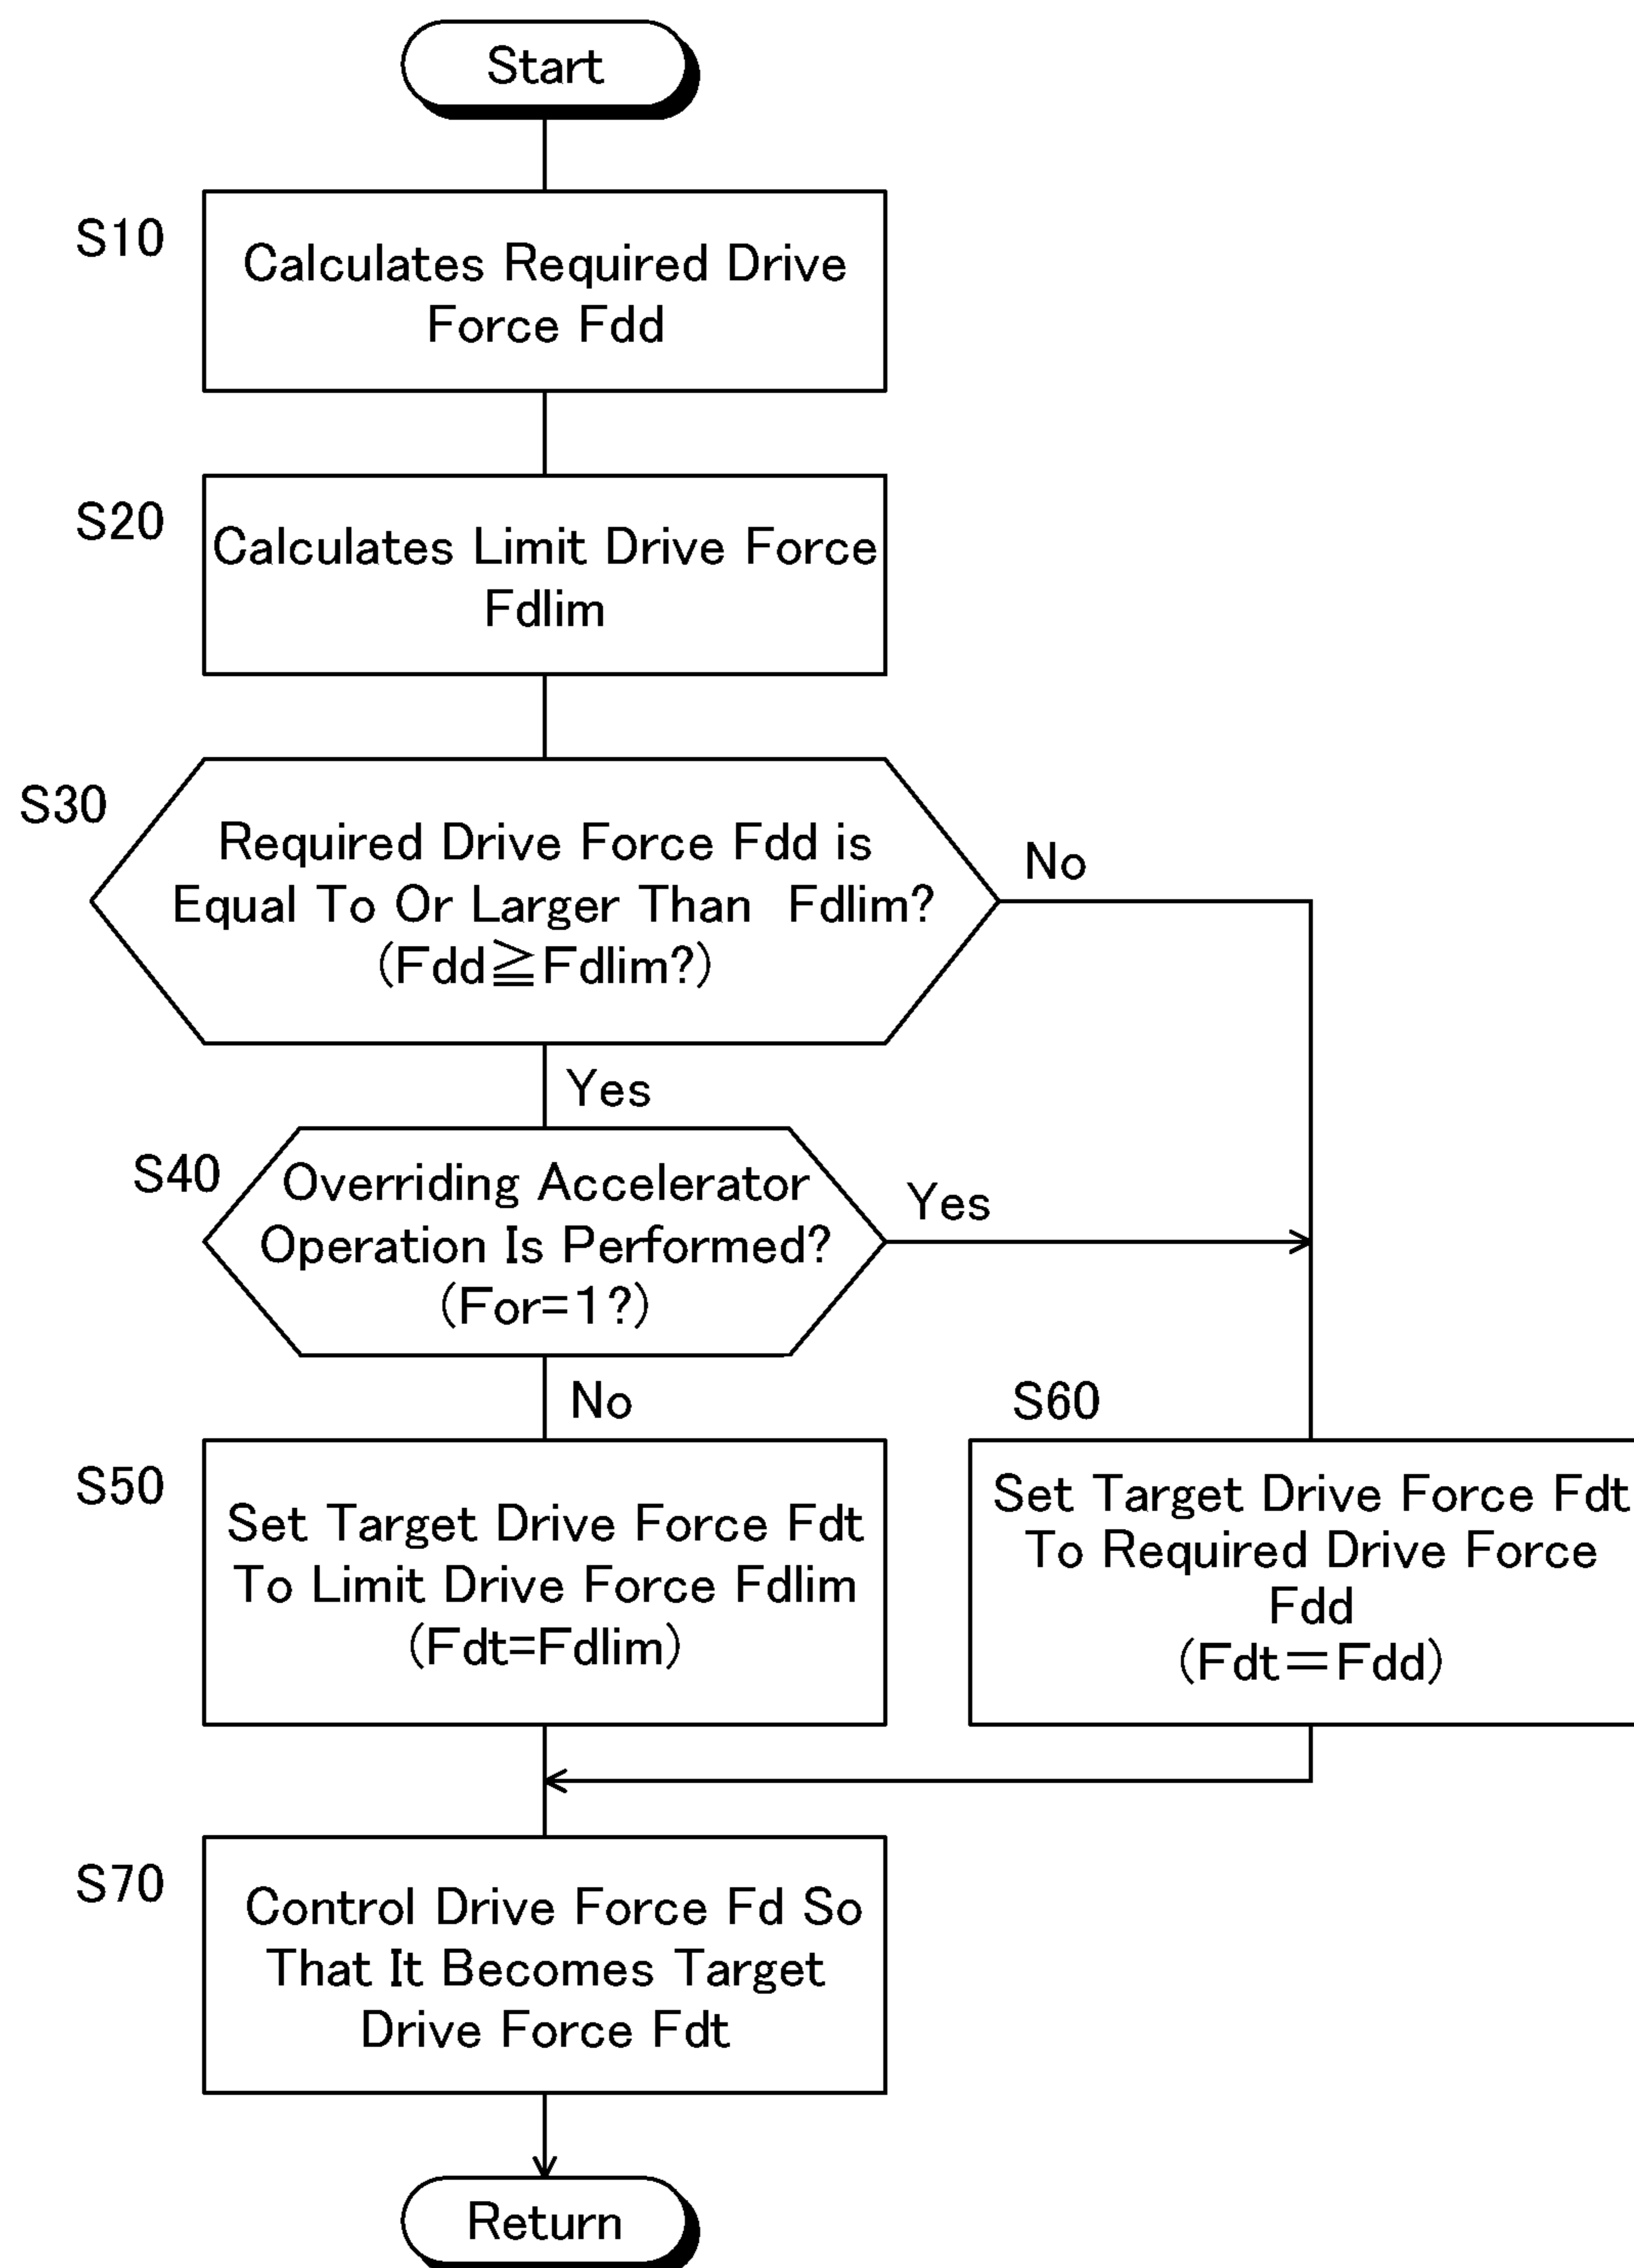 Start
S10
Calculates Required Drive
Force Fdd
S20
Calculates Limit Drive Force
Fdlim
S30
Required Drive Force Fdd is
Equal To Or Larger Than Fdlim?
(Fdd≧Fdlim?)
No
Yes
S40
Overriding Accelerator
Operation Is Performed?
(For=1?)
Yes
No
S50
Set Target Drive Force Fdt
To Limit Drive Force Fdlim
(Fdt=Fdlim)
S60
Set Target Drive Force Fdt
To Required Drive Force
Fdd
(Fdt＝Fdd)
S70
Control Drive Force Fd So
That It Becomes Target
Drive Force Fdt
Return